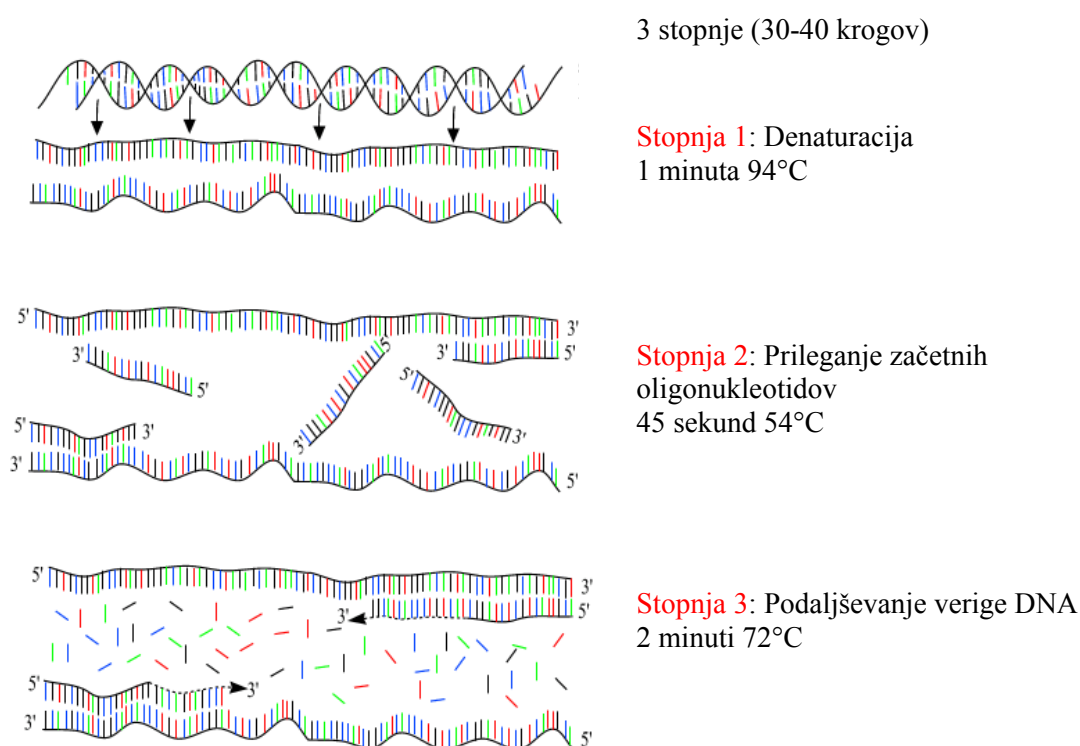 3 stopnje (30-40 krogov)
Stopnja 1: Denaturacija
1 minuta 94°C
5'
3'
3'
5'
5'
3'
5'
3'
5'
3'
5'
3'
3'
5'
Stopnja 2: Prileganje začetnih
oligonukleotidov
45 sekund 54°C
5'
3'
3'
5'
5'
3'
3'
5'
Stopnja 3: Podaljševanje verige DNA
2 minuti 72°C